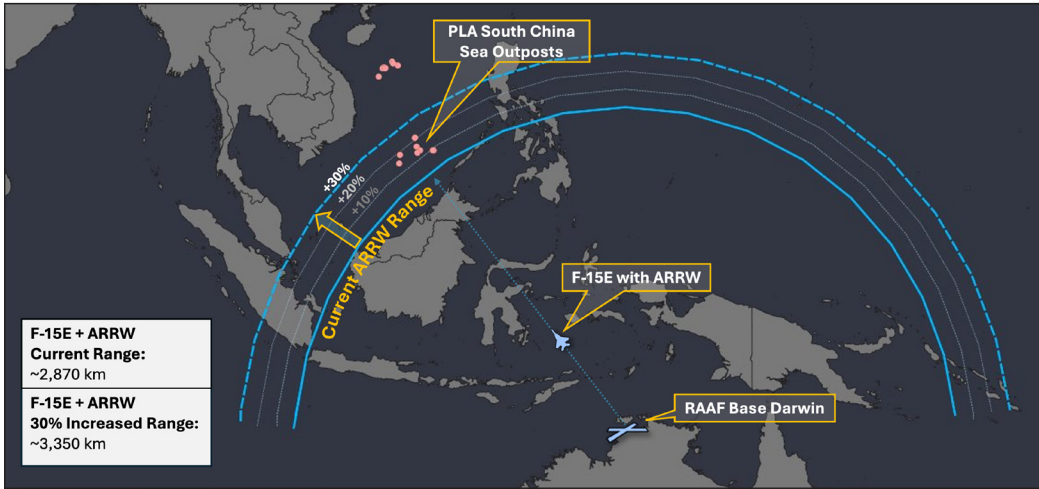 PLA South China
Sea Outposts
+30%
+20%
+10%
Current ARRW Range
F-15E with ARRW
F-15E + ARRW
Current Range:
~2,870 km
F-15E + ARRW
30% Increased Range:
~3,350 km
RAAF Base Darwin